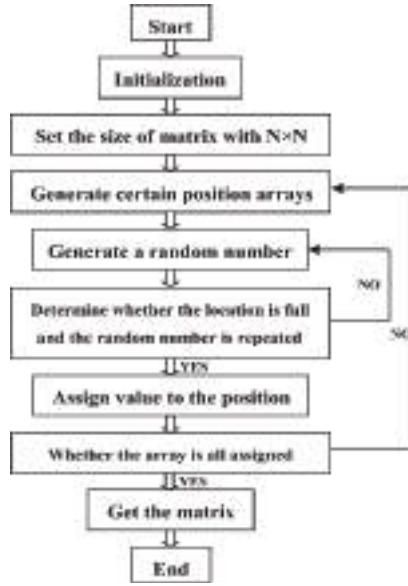 Start
Initialization
Set the size of matrix with N×N
Generate certain position arrays
Generate a random number
NO
Determine whether the location is full
and the random number is repeated
NO
YES
Assign value to the position
Whether the array is all assigned
YES
Get the matrix
End